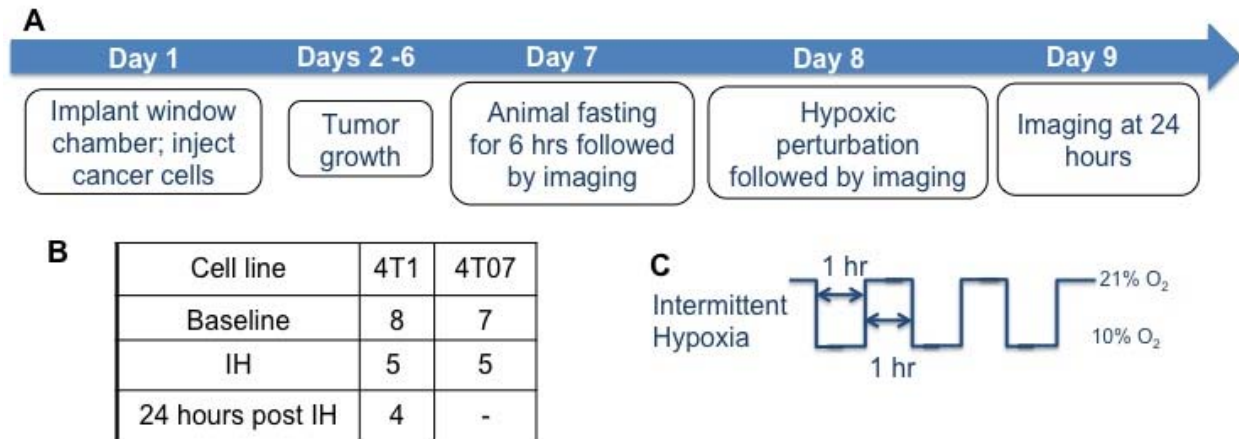 A
Day 1 Days 2 -6 Day 7 Day 8 Day 9
Implant window
chamber; inject
cancer cells
Tumor
growth
Animal fasting
for 6 hrs followed
by imaging
Hypoxic
perturbation
followed by imaging
Imaging at 24
hours
B
Cell line 4T1 4T07
Baseline 8 7
IH 5 5
24 hours post IH 4 -
C
Intermittent
Hypoxia
1 hr
1 hr
21% O₂
10% O₂